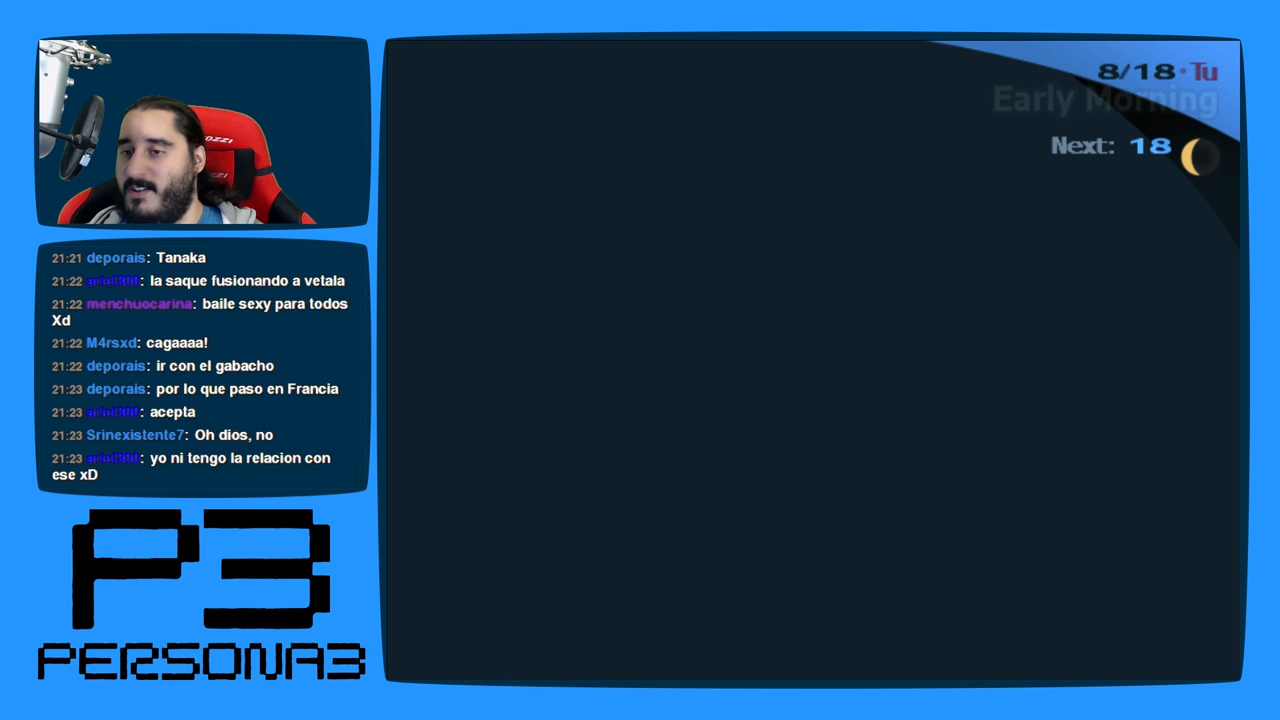 8/18・Tu
Early Morning
Next: 18
21:21 deporais: Tanaka
21:22 ariel300: la saque fusionando a vetala
21:22 menchuocarina: baile sexy para todos
Xd
21:22 M4rsxd: cagaaaa!
21:22 deporais: ir con el gabacho
21:23 deporais: por lo que paso en Francia
21:23 ariel300: acepta
21:23 Srinexistente7: Oh dios, no
21:23 ariel300: yo ni tengo la relacion con
ese xD
P3
PERSONA3